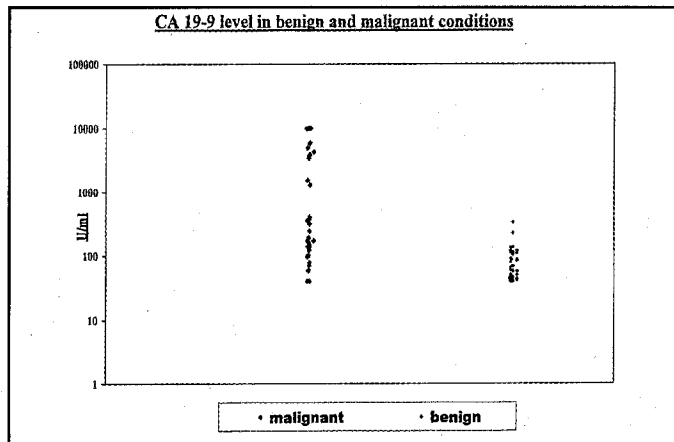 CA 19-9 level in benign and malignant conditions
100000
10000
1000
U/ml
100
10
1
malignant
benign